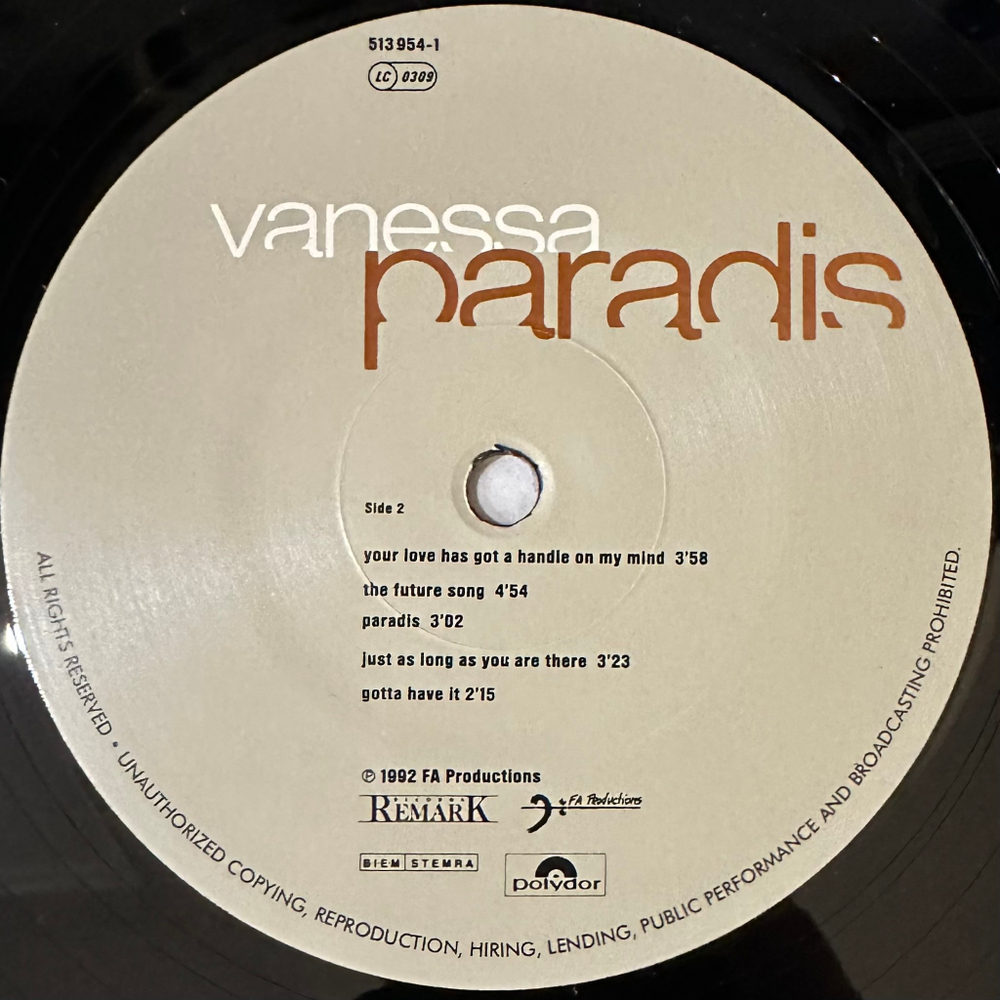 513 954-1
LC 0309
vanessa
paradis
Side 2
your love has got a handle on my mind 3'58
the future song 4'54
paradis 3'02
just as long as you are there 3'23
gotta have it 2'15
℗ 1992 FA Productions
RECORDS
REMARK
FA Productions
BIEM STEMRA
polydor
ALL RIGHTS RESERVED • UNAUTHORIZED COPYING, REPRODUCTION, HIRING, LENDING, PUBLIC PERFORMANCE AND BROADCASTING PROHIBITED.